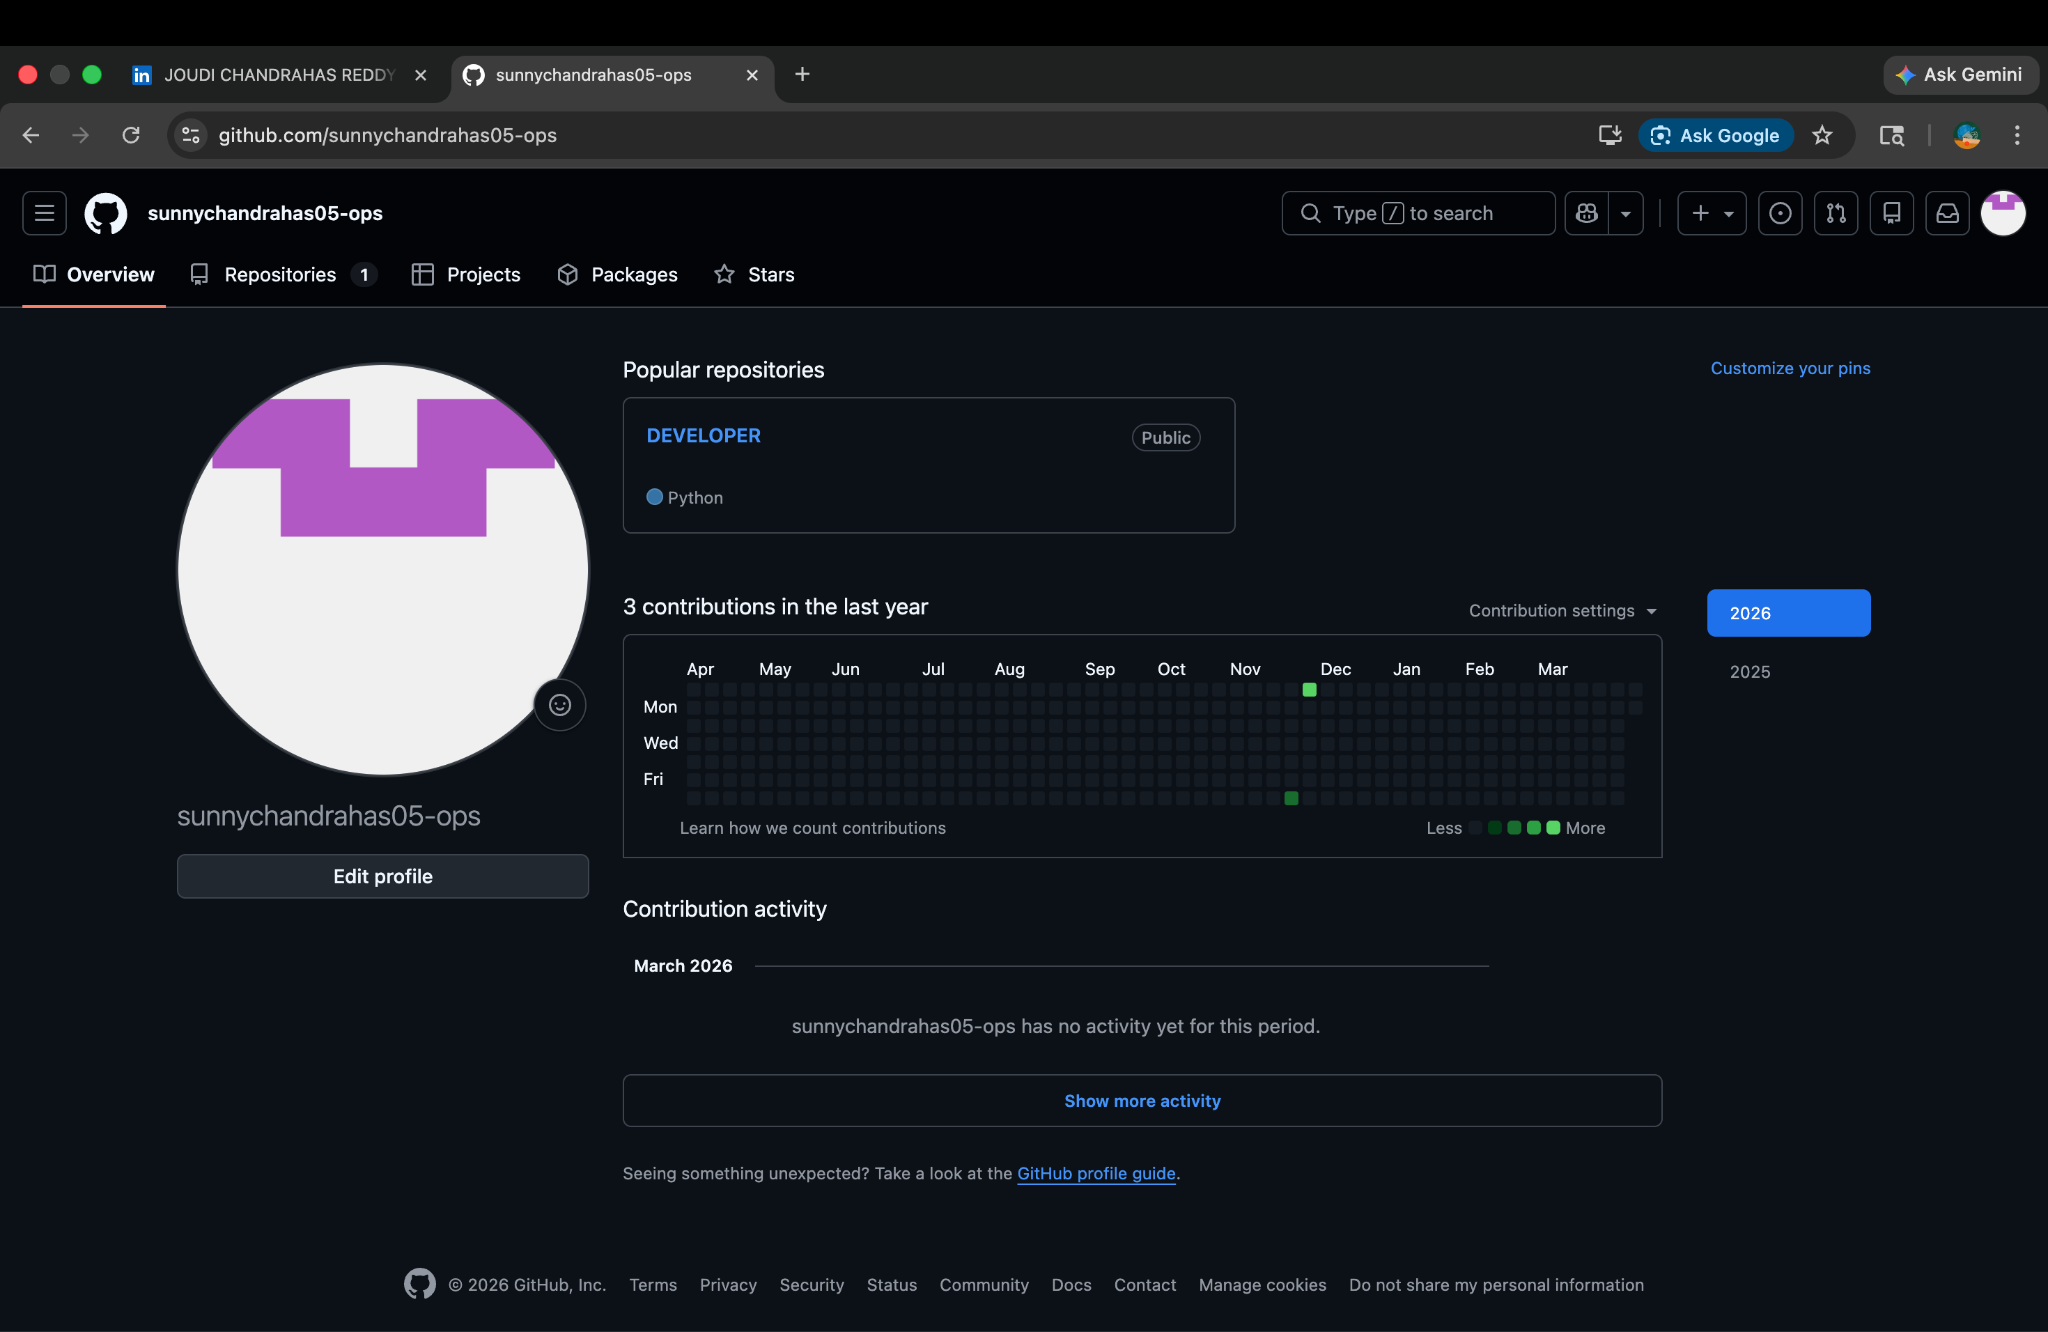 JOUDI CHANDRAHAS REDDY
sunnychandrahas05-ops
Ask Gemini
github.com/sunnychandrahas05-ops
Ask Google
sunnychandrahas05-ops
Type / to search
Overview
Repositories 1
Projects
Packages
Stars
Popular repositories
Customize your pins
DEVELOPER
Public
Python
3 contributions in the last year
Contribution settings
2026
2025
Apr May Jun Jul Aug Sep Oct Nov Dec Jan Feb Mar
Mon
Wed
Fri
Learn how we count contributions
Less More
sunnychandrahas05-ops
Edit profile
Contribution activity
March 2026
sunnychandrahas05-ops has no activity yet for this period.
Show more activity
Seeing something unexpected? Take a look at the GitHub profile guide.
© 2026 GitHub, Inc. Terms Privacy Security Status Community Docs Contact Manage cookies Do not share my personal information